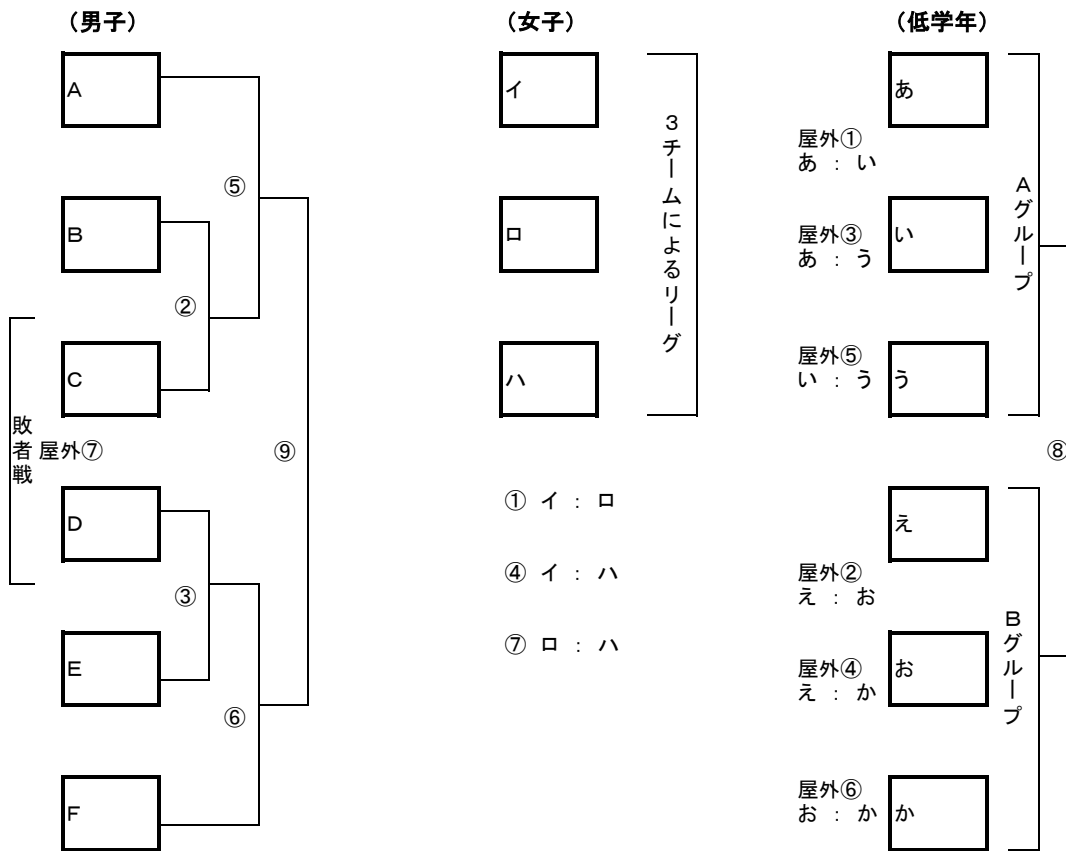 （男子）
A
⑤
B
②
C
敗者戦
屋外⑦
⑨
D
③
E
⑥
F
（女子）
イ
ロ
ハ
3チームによるリーグ
① イ : ロ
④ イ : ハ
⑦ ロ : ハ
（低学年）
あ
屋外①
あ : い
屋外③
あ : う
い
屋外⑤
い : う
う
Aグループ
⑧
え
屋外②
え : お
屋外④
え : か
お
屋外⑥
お : か
か
Bグループ